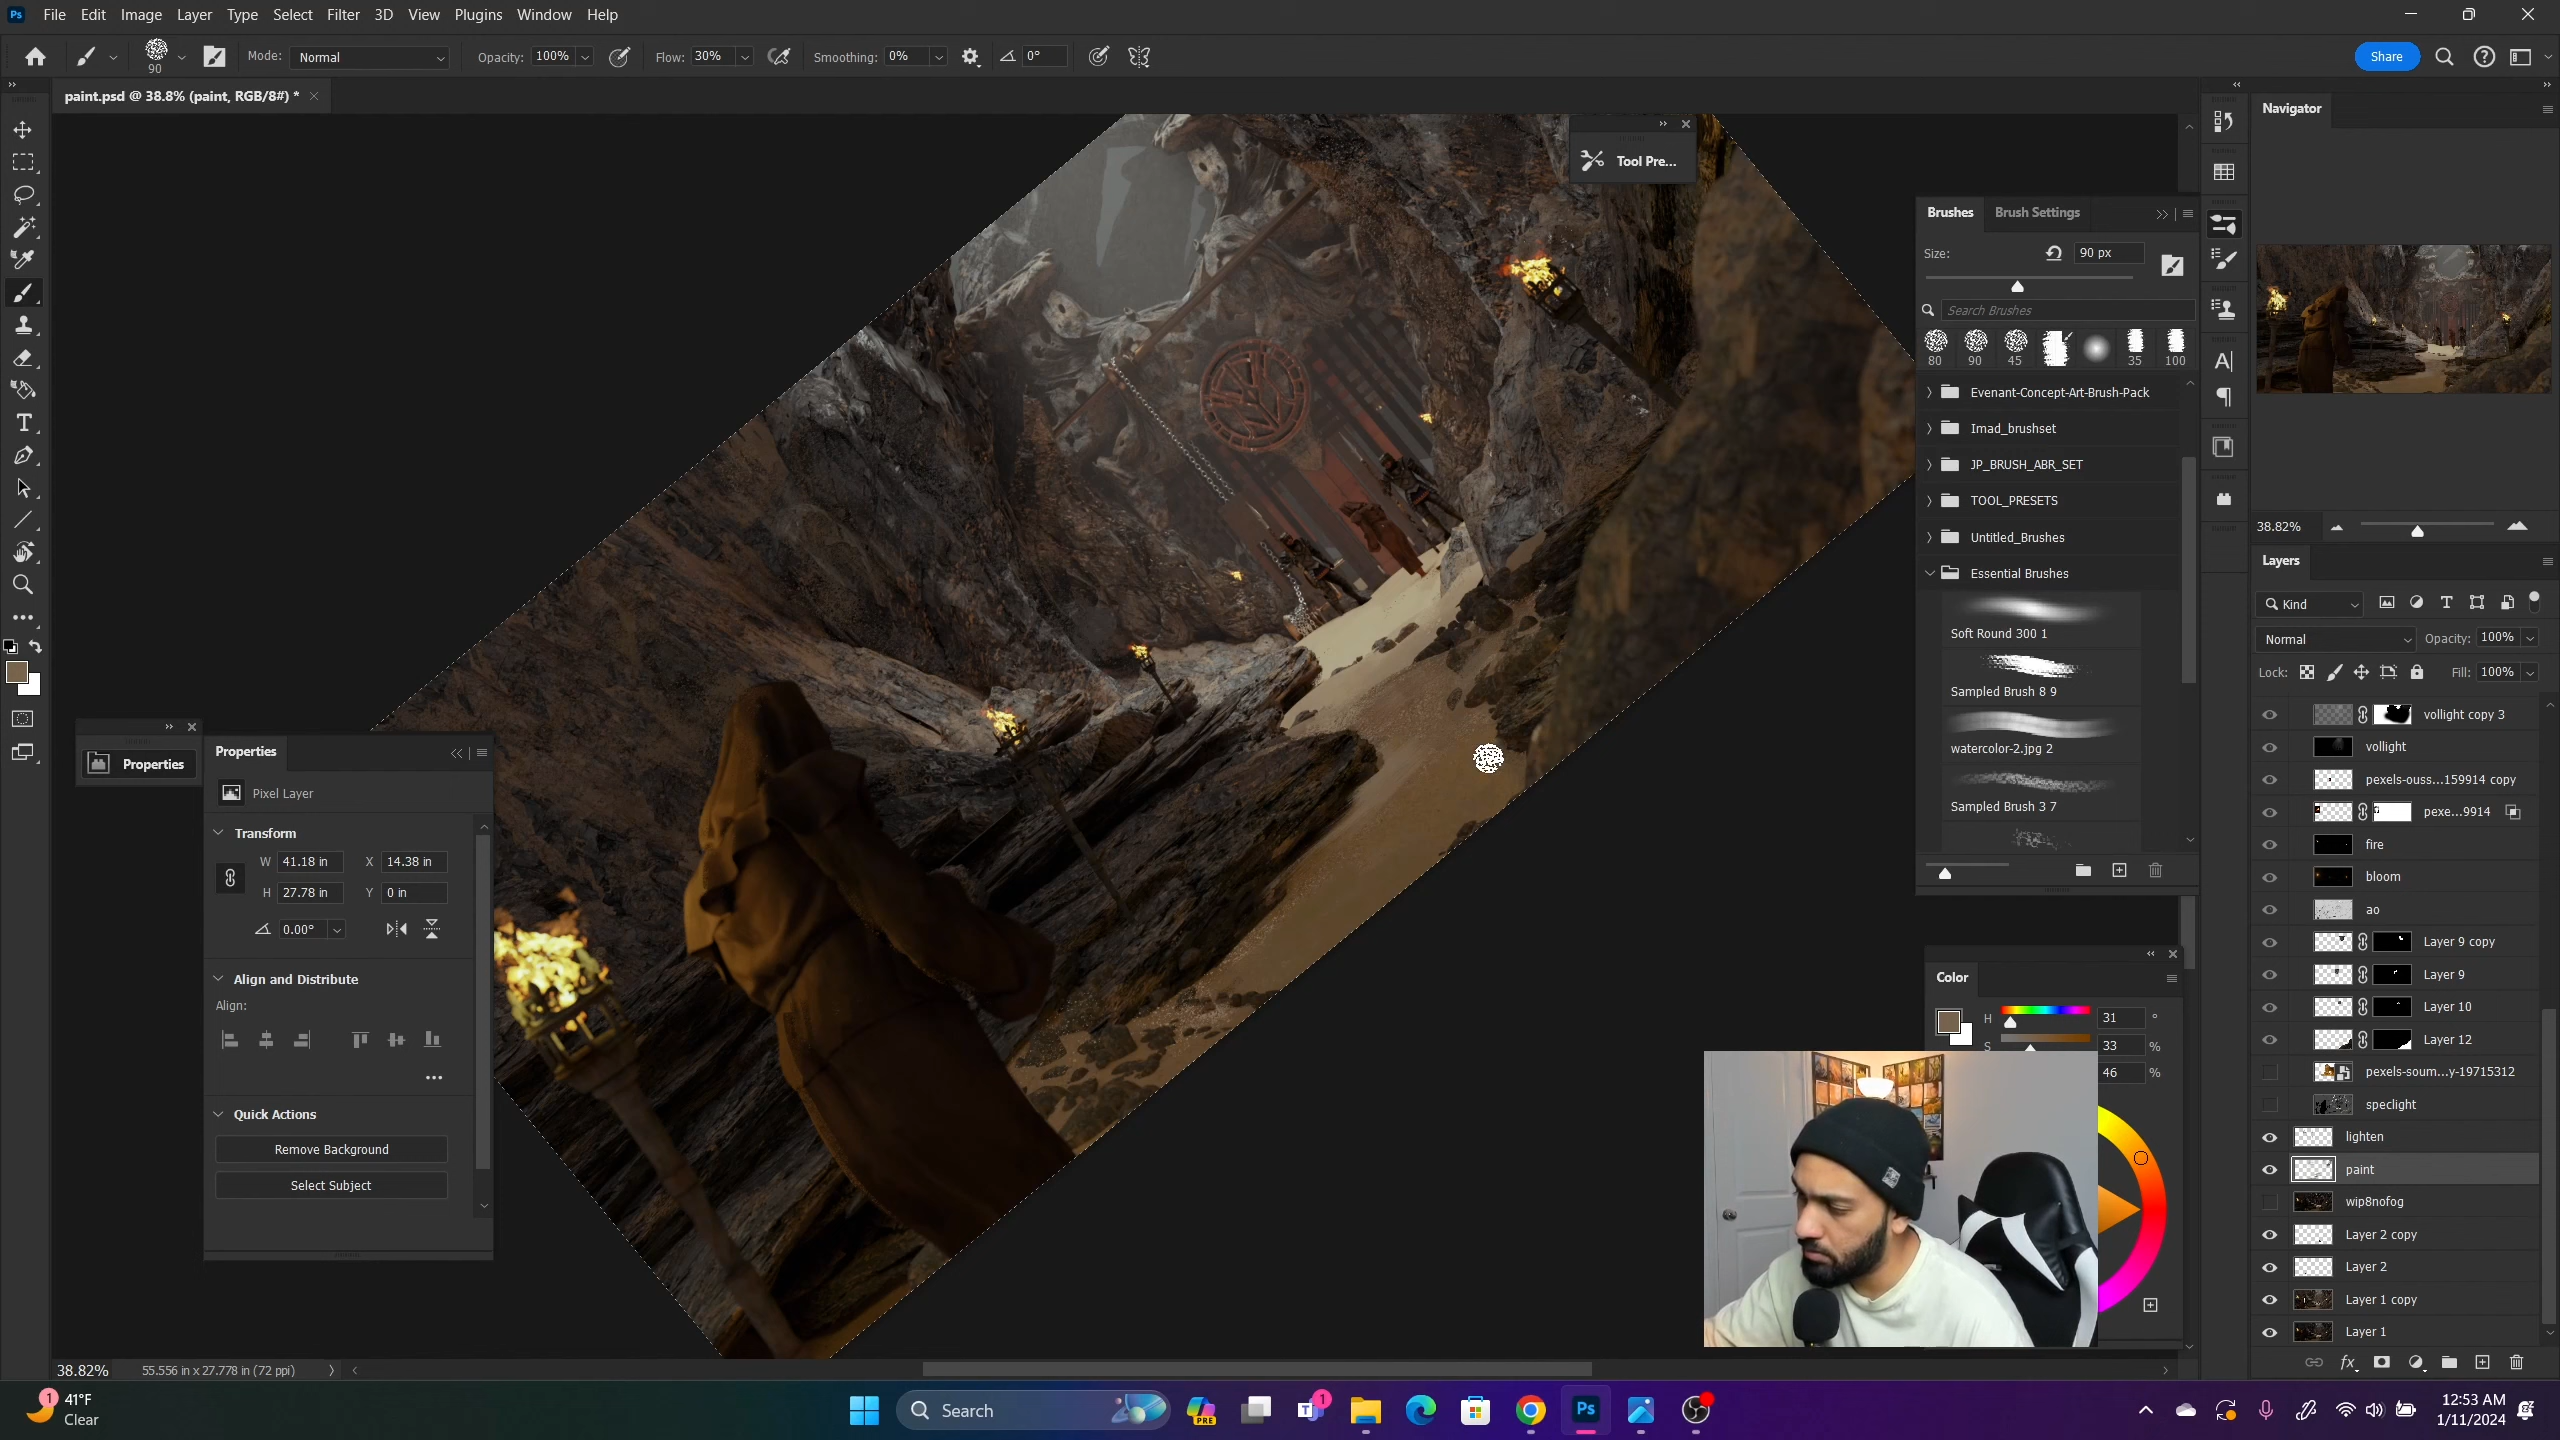 Ps File Edit Image Layer Type Select Filter 3D View Plugins Window Help
90 Mode: Normal Opacity: 100% Flow: 30% Smoothing: 0% 0° Share
paint.psd @ 38.8% (paint, RGB/8#) *
Tool Pre...
Navigator
38.82%
Brushes Brush Settings
Size: 90 px
Search Brushes
80 90 45 35 100
Evenant-Concept-Art-Brush-Pack
Imad_brushset
JP_BRUSH_ABR_SET
TOOL_PRESETS
Untitled_Brushes
Essential Brushes
Soft Round 300 1
Sampled Brush 8 9
watercolor-2.jpg 2
Sampled Brush 3 7
Properties
Properties
Pixel Layer
Transform
W 41.18 in X 14.38 in
H 27.78 in Y 0 in
0.00°
Align and Distribute
Align:
Quick Actions
Remove Background
Select Subject
Color
H 31 °
S 33 %
46 %
Layers
Kind
Normal Opacity: 100%
Lock: Fill: 100%
vollight copy 3
vollight
pexels-ouss...159914 copy
pexe...9914
fire
bloom
ao
Layer 9 copy
Layer 9
Layer 10
Layer 12
pexels-soum...y-19715312
speclight
lighten
paint
wip8nofog
Layer 2 copy
Layer 2
Layer 1 copy
Layer 1
38.82% 55.556 in x 27.778 in (72 ppi)
1 41°F
Clear
Search
PRE
1
Ps
12:53 AM
1/11/2024